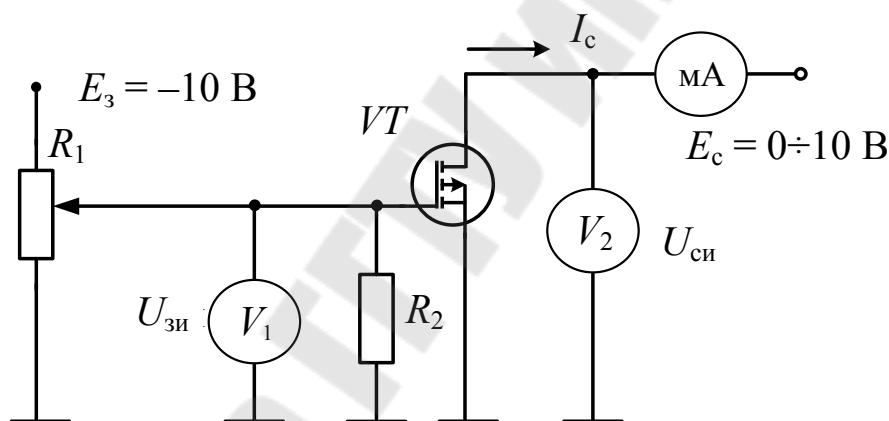 I_с
E_з = –10 В
мА
VT
R_1
E_с = 0÷10 В
V_2
U_си
U_зи
V_1
R_2